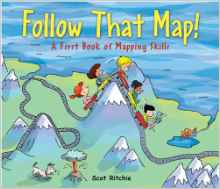 Follow That Map!
A First Book of Mapping Skills
Scot Ritchie